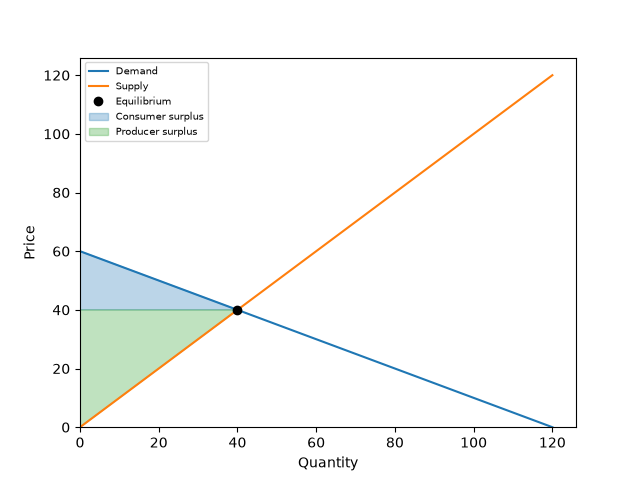 Demand
Supply
Equilibrium
Consumer surplus
Producer surplus
120
100
80
60
40
20
0
Price
0 20 40 60 80 100 120
Quantity